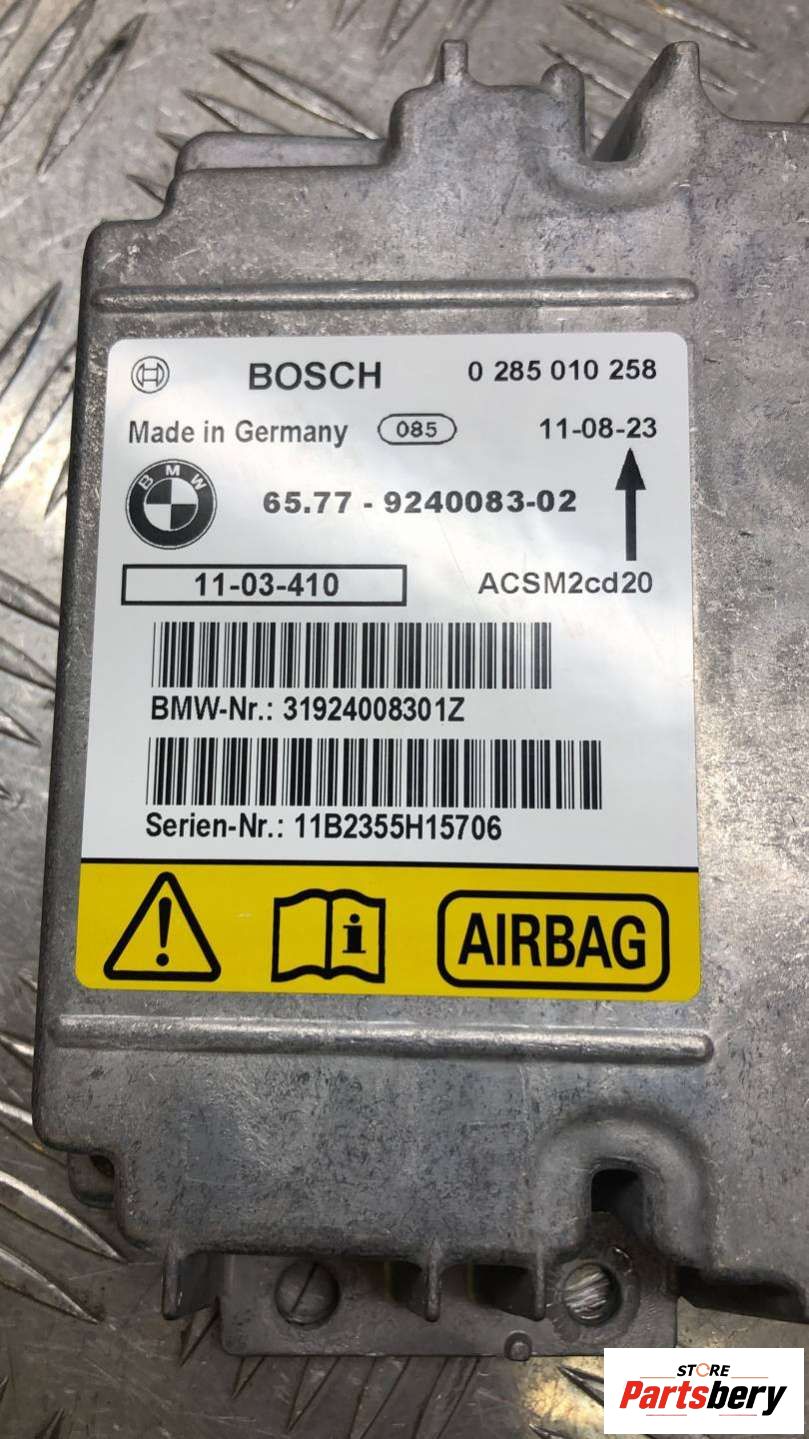 BOSCH 0 285 010 258
Made in Germany 085 11-08-23
BMW
65.77 - 9240083-02
11-03-410 ACSM2cd20
BMW-Nr.: 31924008301Z
Serien-Nr.: 11B2355H15706
i AIRBAG
STORE
Partsbery